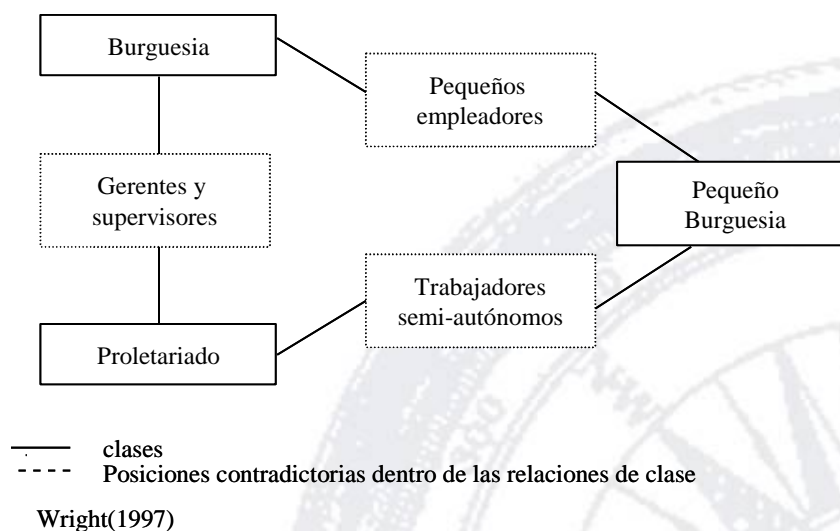 Burguesia
Pequeños
empleadores
Gerentes y
supervisores
Pequeño
Burguesia
Trabajadores
semi-autónomos
Proletariado
clases
Posiciones contradictorias dentro de las relaciones de clase
Wright(1997)